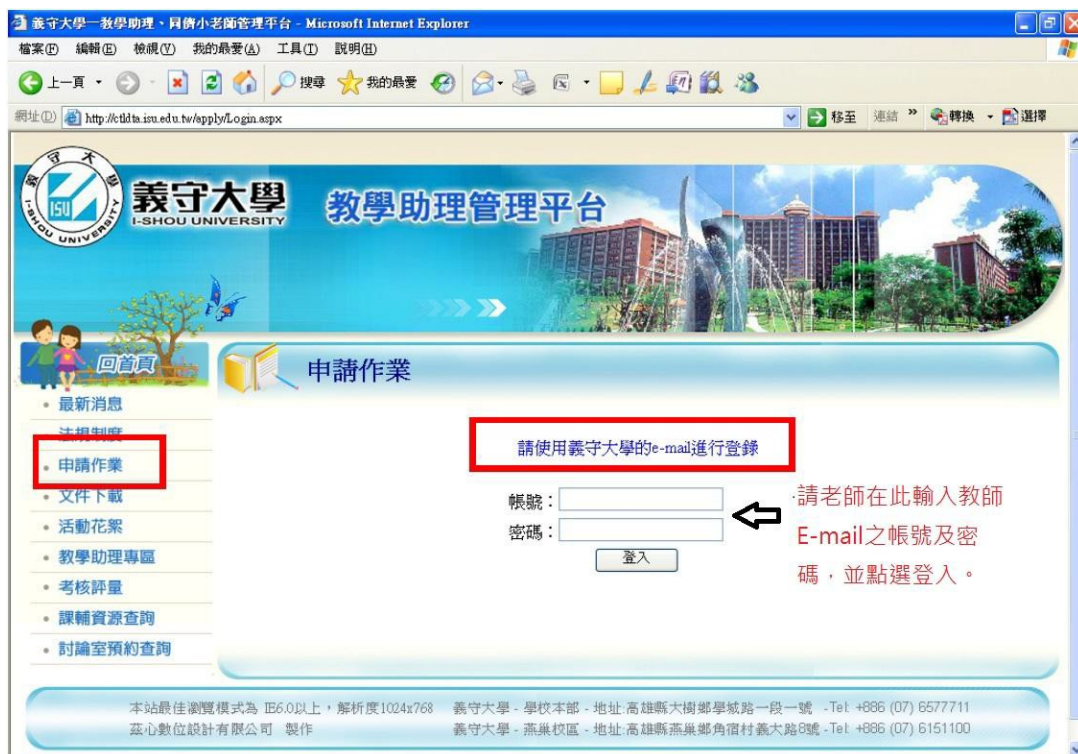 義守大學—教學助理、同儕小老師管理平台 - Microsoft Internet Explorer
檔案(F) 編輯(E) 檢視(V) 我的最愛(A) 工具(T) 說明(H)
上一頁 搜尋 我的最愛
網址(D) http://ctldta.isu.edu.tw/apply/Login.aspx 移至 連結 » 轉換 選擇
義守大學 ISU I-SHOU UNIVERSITY
義守大學
I-SHOU UNIVERSITY
教學助理管理平台
回首頁
申請作業
最新消息
法規制度
申請作業
文件下載
活動花絮
教學助理專區
考核評量
課輔資源查詢
討論室預約查詢
請使用義守大學的e-mail進行登錄
帳號：
密碼：
登入
請老師在此輸入教師
E-mail之帳號及密
碼，並點選登入。
本站最佳瀏覽模式為 IE6.0以上，解析度1024x768 義守大學 - 學校本部 - 地址:高雄縣大樹鄉學城路一段一號 - Tel: +886 (07) 6577711
蕊心數位設計有限公司 製作 義守大學 - 燕巢校區 - 地址:高雄縣燕巢鄉角宿村義大路8號 - Tel: +886 (07) 6151100